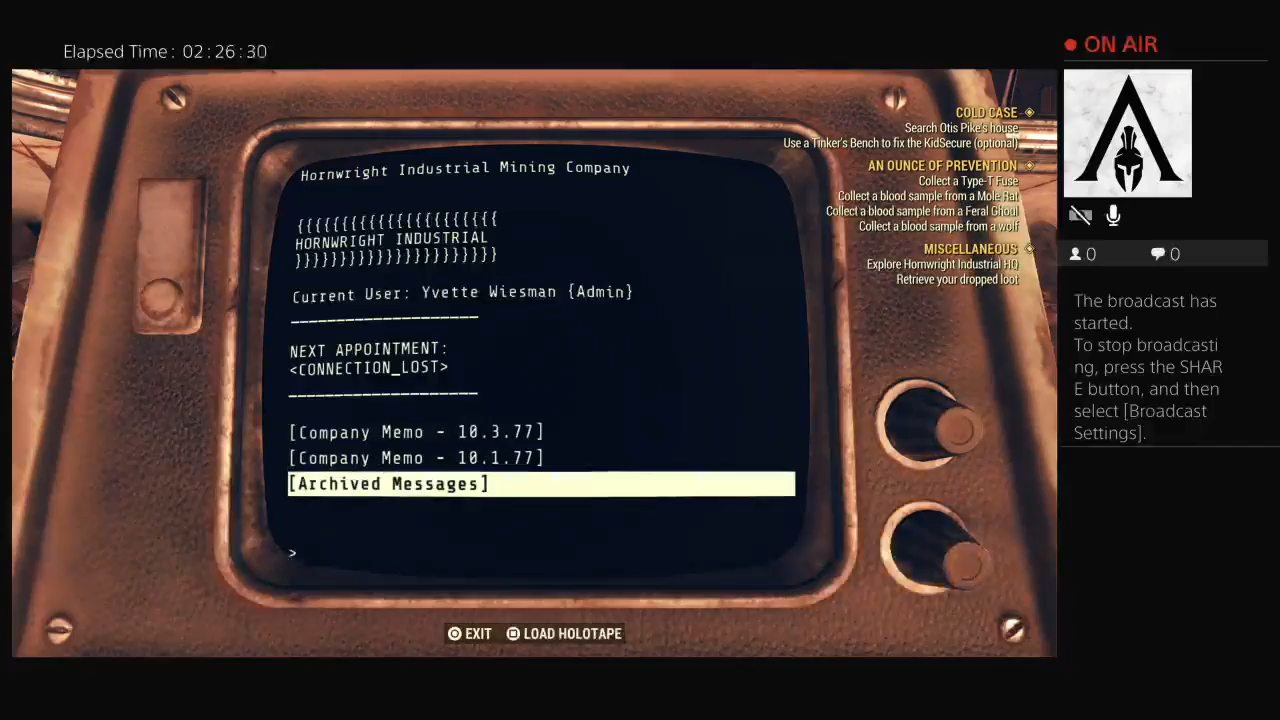 Elapsed Time: 02:26:30
ON AIR
COLD CASE
Search Otis Pike's house
Use a Tinker's Bench to fix the KidSecure (optional)
AN OUNCE OF PREVENTION
Collect a Type-T Fuse
Collect a blood sample from a Mole Rat
Collect a blood sample from a Feral Ghoul
Collect a blood sample from a wolf
MISCELLANEOUS
Explore Hornwright Industrial HQ
Retrieve your dropped loot
Hornwright Industrial Mining Company
{{{{{{{{{{{{{{{{{{{{{{
HORNWRIGHT INDUSTRIAL
}}}}}}}}}}}}}}}}}}}}}}
Current User: Yvette Wiesman {Admin}
____________________
NEXT APPOINTMENT:
<CONNECTION_LOST>
____________________
[Company Memo - 10.3.77]
[Company Memo - 10.1.77]
[Archived Messages]
>
EXIT LOAD HOLOTAPE
0 0
The broadcast has
started.
To stop broadcasti
ng, press the SHAR
E button, and then
select [Broadcast
Settings].